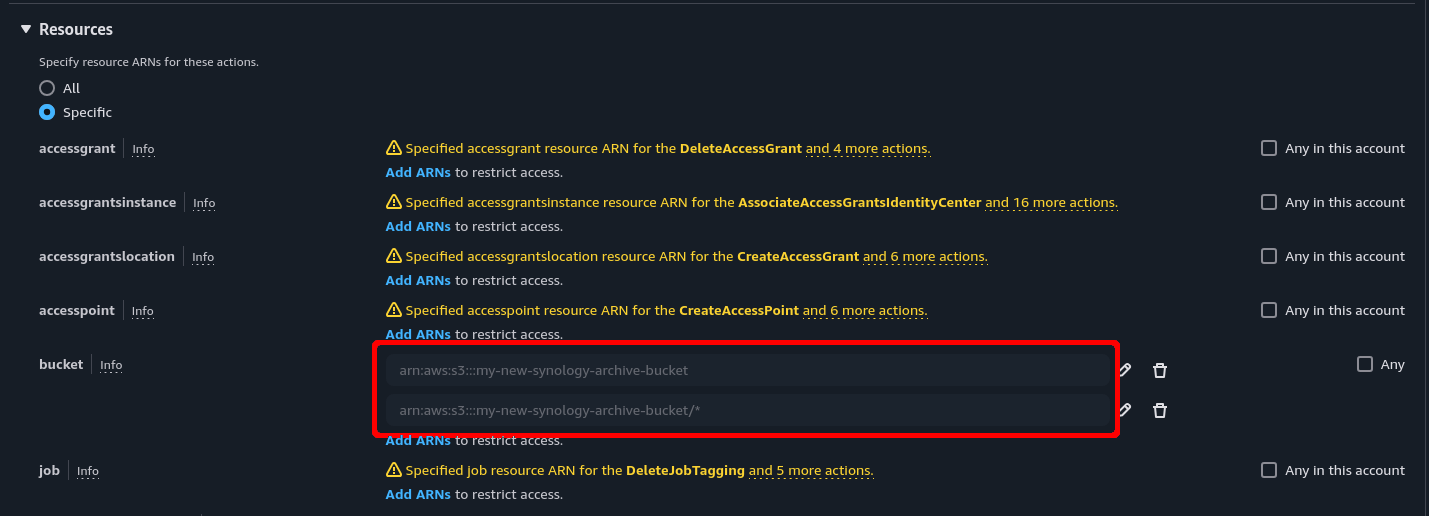 Resources
Specify resource ARNs for these actions.
All
Specific
accessgrant Info Specified accessgrant resource ARN for the DeleteAccessGrant and 4 more actions. Any in this account
Add ARNs to restrict access.
accessgrantsinstance Info Specified accessgrantsinstance resource ARN for the AssociateAccessGrantsIdentityCenter and 16 more actions. Any in this account
Add ARNs to restrict access.
accessgrantslocation Info Specified accessgrantslocation resource ARN for the CreateAccessGrant and 6 more actions. Any in this account
Add ARNs to restrict access.
accesspoint Info Specified accesspoint resource ARN for the CreateAccessPoint and 6 more actions. Any in this account
Add ARNs to restrict access.
bucket Info arn:aws:s3:::my-new-synology-archive-bucket Any
arn:aws:s3:::my-new-synology-archive-bucket/*
Add ARNs to restrict access.
job Info Specified job resource ARN for the DeleteJobTagging and 5 more actions. Any in this account
Add ARNs to restrict access.